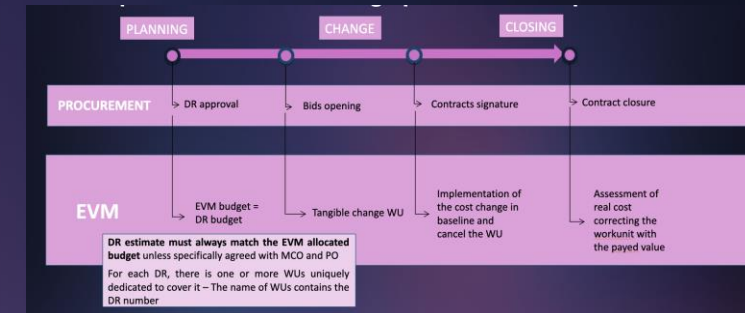 PLANNING
CHANGE
CLOSING
PROCUREMENT
DR approval
Bids opening
Contracts signature
Contract closure
EVM
EVM budget =
DR budget
Tangible change WU
Implementation of
the cost change in
baseline and
cancel the WU
Assessment of
real cost
correcting the
workunit with
the payed value
DR estimate must always match the EVM allocated
budget unless specifically agreed with MCO and PO
For each DR, there is one or more WUs uniquely
dedicated to cover it – The name of WUs contains the
DR number